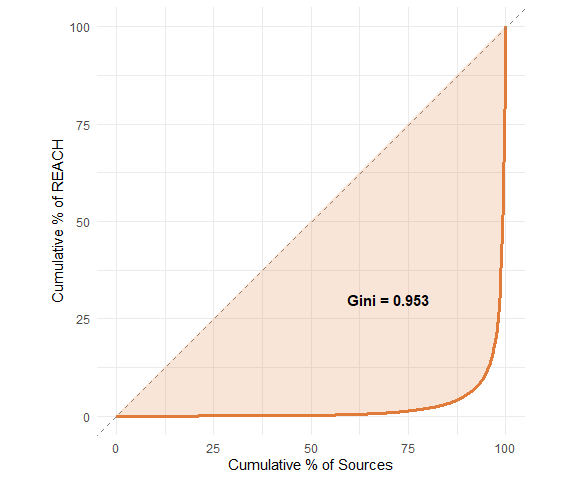 100
75
50
25
0
Cumulative % of REACH
Gini = 0.953
0 25 50 75 100
Cumulative % of Sources